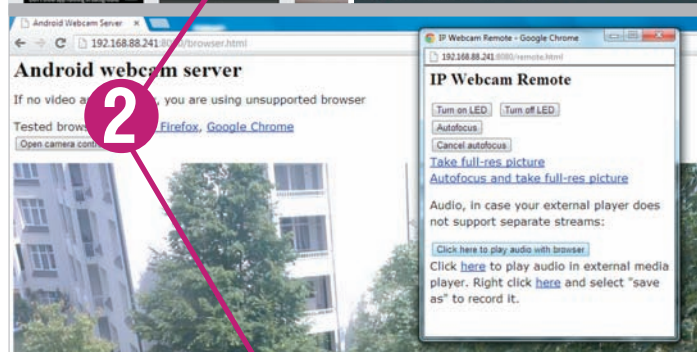 Android Webcam Server
192.168.88.241:8080/browser.html
Android webcam server
If no video a you are using unsupported browser
Tested brow Firefox, Google Chrome
Open camera contr
2
IP Webcam Remote - Google Chrome
192.168.88.241:8080/remote.html
IP Webcam Remote
Turn on LED Turn off LED
Autofocus
Cancel autofocus
Take full-res picture
Autofocus and take full-res picture
Audio, in case your external player does
not support separate streams:
Click here to play audio with browser
Click here to play audio in external media
player. Right click here and select "save
as" to record it.